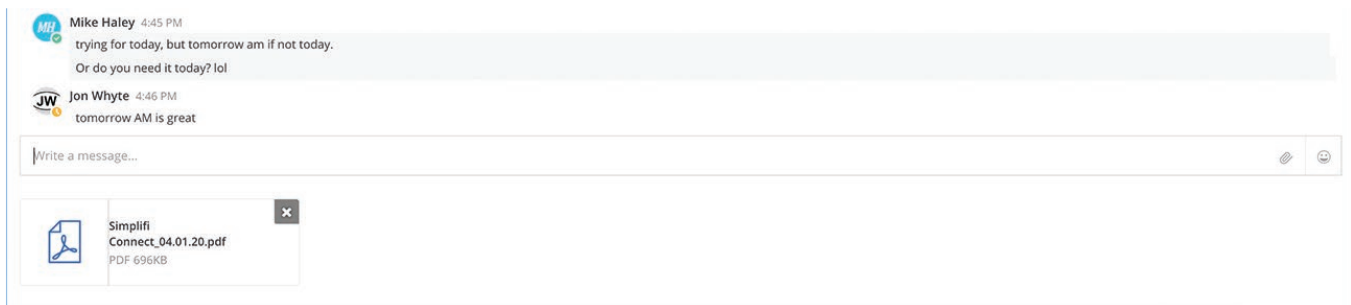 MH
Mike Haley 4:45 PM
trying for today, but tomorrow am if not today.
Or do you need it today? lol
JW
Jon Whyte 4:46 PM
tomorrow AM is great
Write a message...
Simplifi
Connect_04.01.20.pdf
PDF 696KB